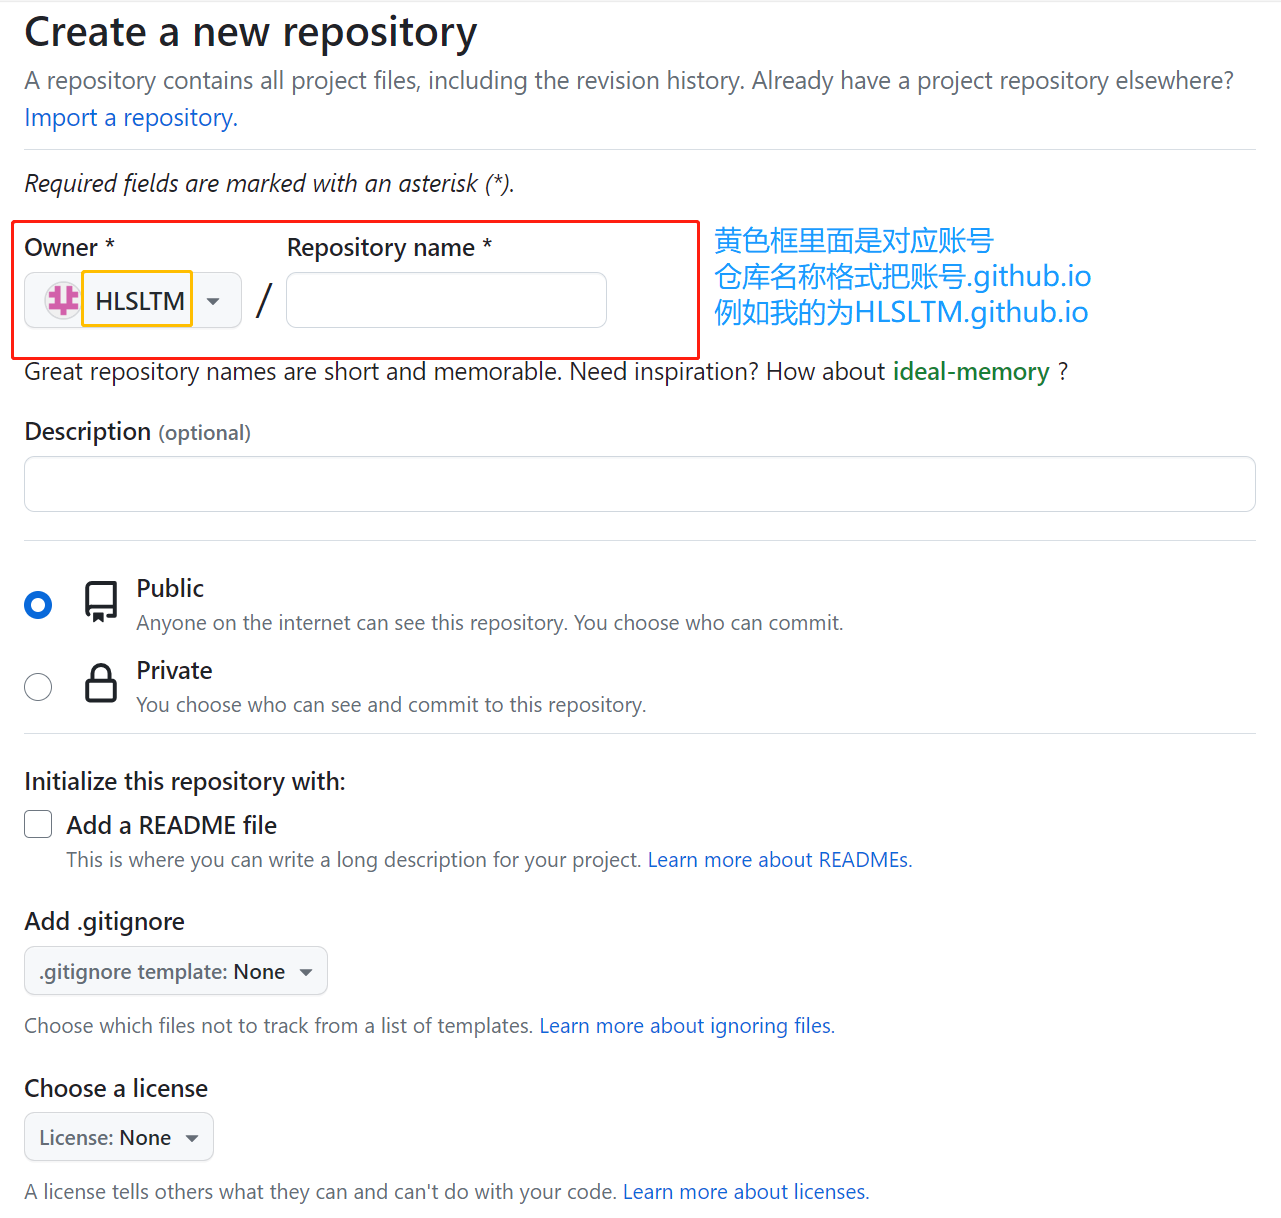 Create a new repository
A repository contains all project files, including the revision history. Already have a project repository elsewhere?
Import a repository.
Required fields are marked with an asterisk (*).
Owner *
Repository name *
HLSLTM
/
黄色框里面是对应账号
仓库名称格式把账号.github.io
例如我的为HLSLTM.github.io
Great repository names are short and memorable. Need inspiration? How about ideal-memory ?
Description (optional)
Public
Anyone on the internet can see this repository. You choose who can commit.
Private
You choose who can see and commit to this repository.
Initialize this repository with:
Add a README file
This is where you can write a long description for your project. Learn more about READMEs.
Add .gitignore
.gitignore template: None
Choose which files not to track from a list of templates. Learn more about ignoring files.
Choose a license
License: None
A license tells others what they can and can't do with your code. Learn more about licenses.